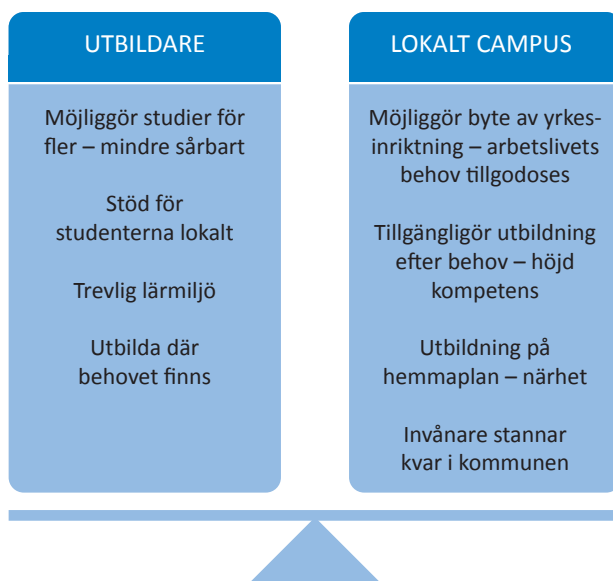 UTBILDARE
Möjliggör studier för
fler – mindre sårbart
Stöd för
studenterna lokalt
Trevlig lärmiljö
Utbilda där
behovet finns
LOKALT CAMPUS
Möjliggör byte av yrkes-
inriktning – arbetslivets
behov tillgodoses
Tillgängligör utbildning
efter behov – höjd
kompetens
Utbildning på
hemmaplan – närhet
Invånare stannar
kvar i kommunen